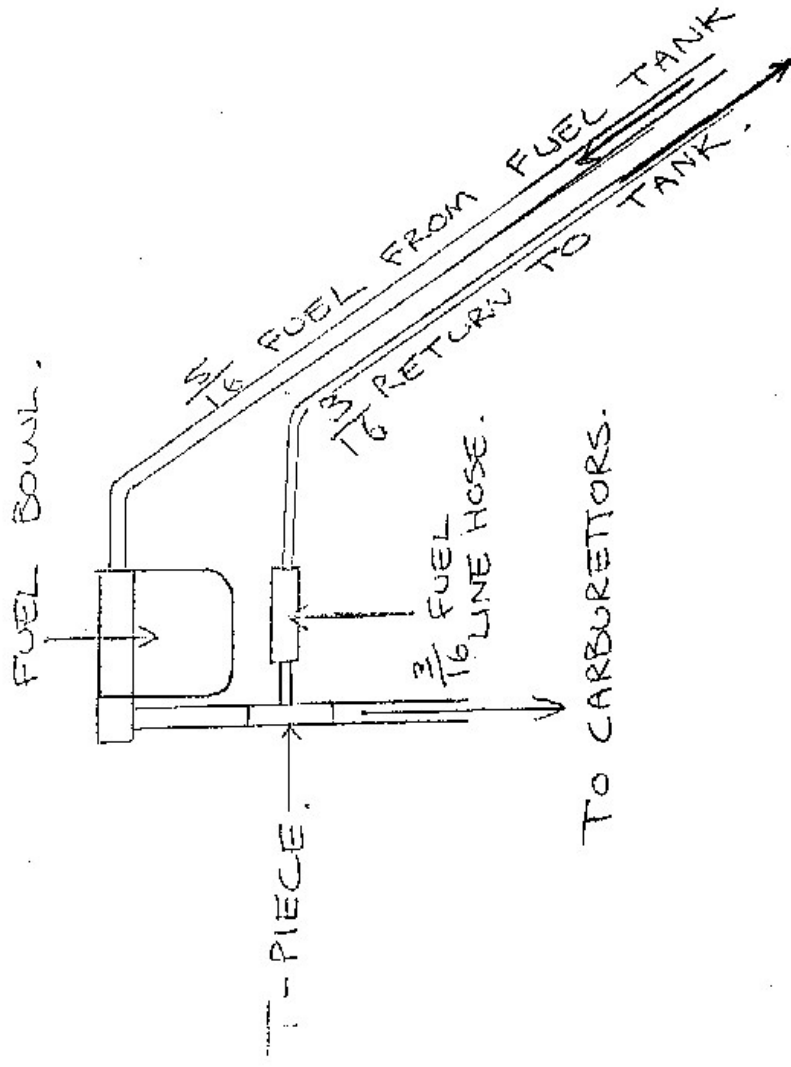 FUEL BOWL.
5/16 FUEL FROM FUEL TANK
3/16 RETURN TO TANK.
3/16 FUEL
LINE HOSE.
T-PIECE.
TO CARBURETTORS.